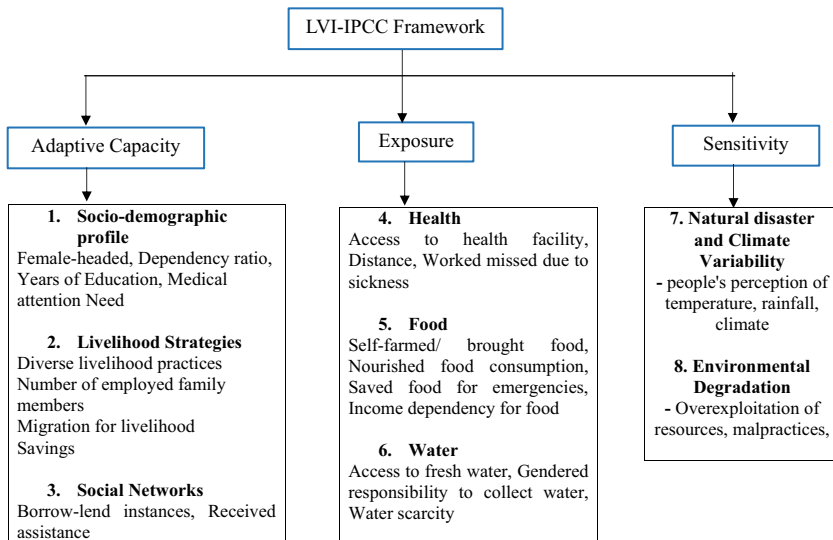 LVI-IPCC Framework
Adaptive Capacity
Exposure
Sensitivity
1. Socio-demographic
profile
Female-headed, Dependency ratio,
Years of Education, Medical
attention Need
2. Livelihood Strategies
Diverse livelihood practices
Number of employed family
members
Migration for livelihood
Savings
3. Social Networks
Borrow-lend instances, Received
assistance
4. Health
Access to health facility,
Distance, Worked missed due to
sickness
5. Food
Self-farmed/ brought food,
Nourished food consumption,
Saved food for emergencies,
Income dependency for food
6. Water
Access to fresh water, Gendered
responsibility to collect water,
Water scarcity
7. Natural disaster
and Climate
Variability
- people's perception of
temperature, rainfall,
climate
8. Environmental
Degradation
- Overexploitation of
resources, malpractices,